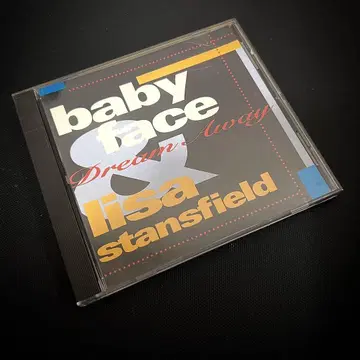 baby
face
Dream Away
&
lisa
stansfield